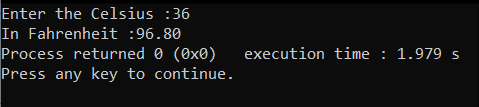 Enter the Celsius :36
In Fahrenheit :96.80
Process returned 0 (0x0)   execution time : 1.979 s
Press any key to continue.